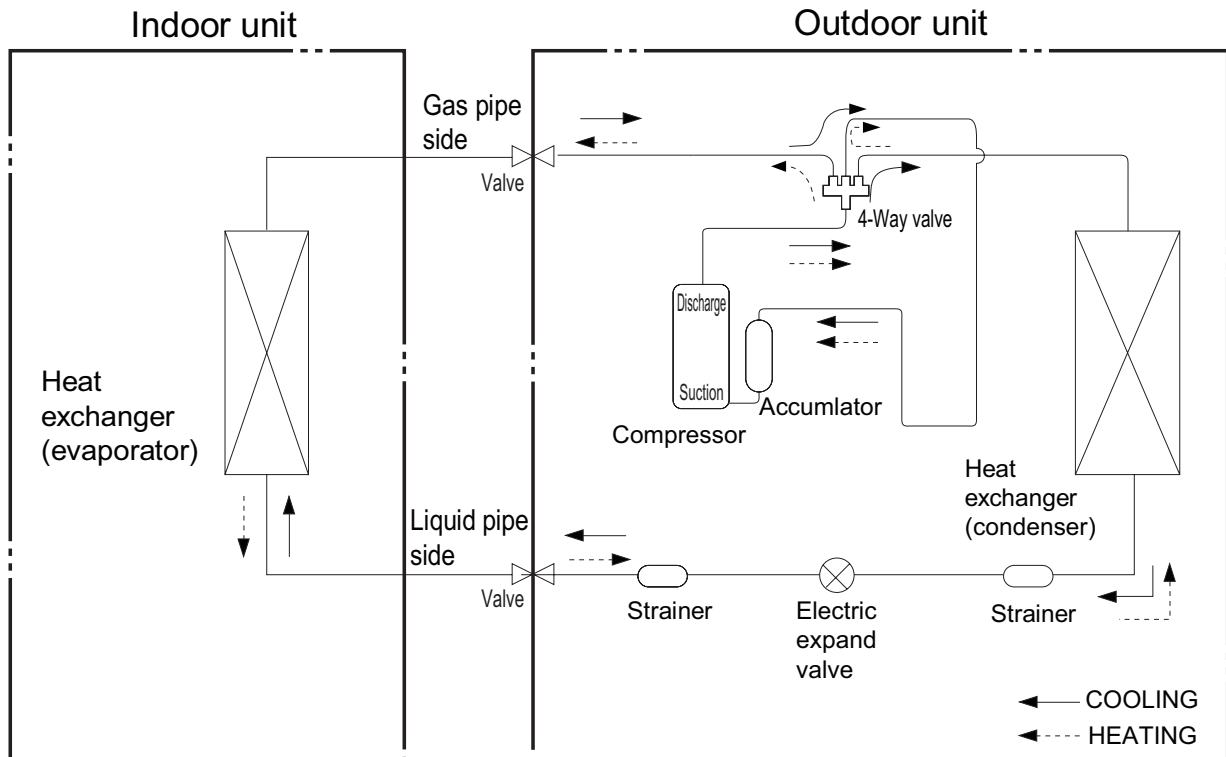 Indoor unit
Outdoor unit
Gas pipe
side
Valve
4-Way valve
Discharge
Suction
Compressor
Accumlator
Heat
exchanger
(evaporator)
Heat
exchanger
(condenser)
Liquid pipe
side
Valve
Strainer
Electric
expand
valve
Strainer
COOLING
HEATING